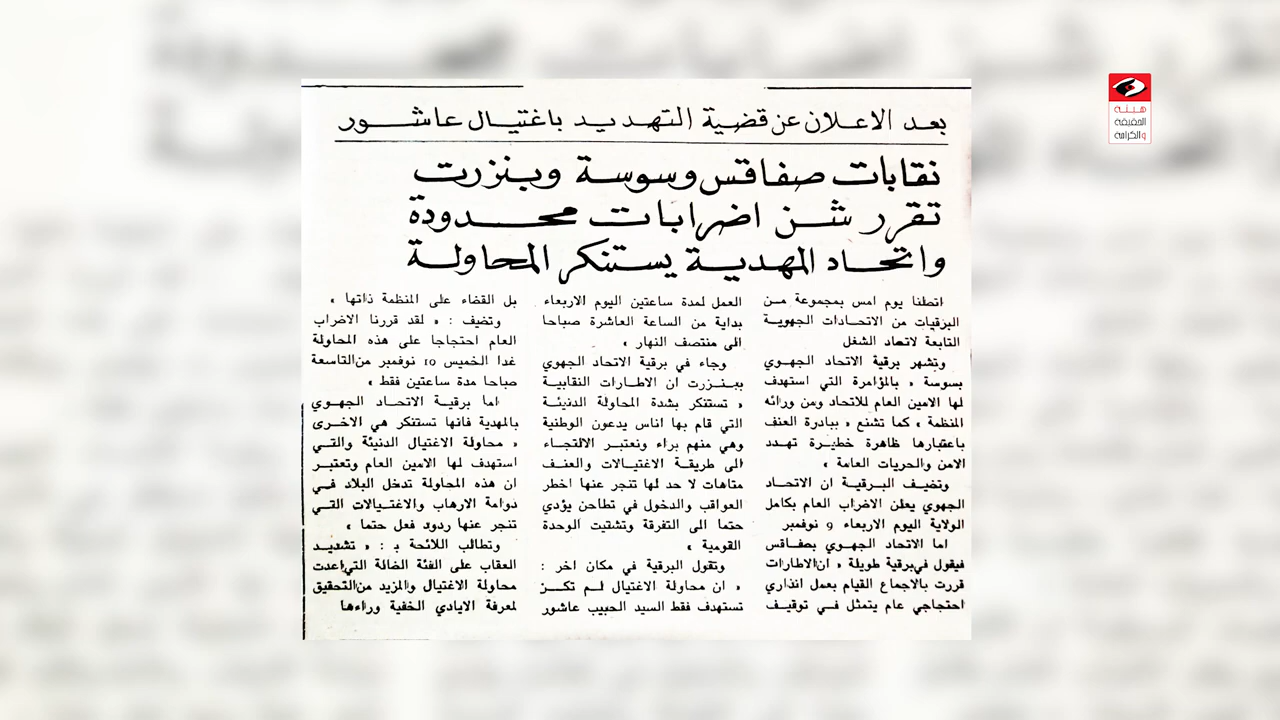 هيئة
الحقيقة
والكرامة
بعد الاعلان عن قضية التهديد باغتيال عاشور
نقابات صفاقس وسوسة وبنزرت
تقرر شن اضرابات محدودة
واتحاد المهدية يستنكر المحاولة
اتطنا يوم امس بمجموعة من
البرقيات من الاتحادات الجهوية
التابعة لاتحاد الشغل
وتشهر برقية الاتحاد الجهوي
بسوسة « بالمؤامرة التي استهدف
لها الامين العام للاتحاد ومن ورائه
المنظمة » كما تشنع « ببادرة العنف
باعتبارها ظاهرة خطيرة تهدد
الامن والحريات العامة »
وتضيف البرقية ان الاتحاد
الجهوي يعلن الاضراب العام بكامل
الولاية اليوم الاربعاء 9 نوفمبر
اما الاتحاد الجهوي بصفاقس
فيقول في برقية طويلة « ان الاطارات
قررت بالاجماع القيام بعمل انذاري
احتجاجي عام يتمثل في توقيف
العمل لمدة ساعتين اليوم الاربعاء
بداية من الساعة العاشرة صباحا
الى منتصف النهار »
وجاء في برقية الاتحاد الجهوي
ببنزرت ان الاطارات النقابية
« تستنكر بشدة المحاولة الدنيئة
التي قام بها اناس يدعون الوطنية
وهي منهم براء ونعتبر الالتجاء
الى طريقة الاغتيالات والعنف
متاهات لا حد لها تنجر عنها اخطر
العواقب والدخول في تطاحن يؤدي
حتما الى التفرقة وتشتيت الوحدة
القومية »
وتقول البرقية في مكان اخر :
« ان محاولة الاغتيال لم تكن
تستهدف فقط السيد الحبيب عاشور
بل القضاء على المنظمة ذاتها »
وتضيف : « لقد قررنا الاضراب
العام احتجاجا على هذه المحاولة
غدا الخميس 10 نوفمبر من التاسعة
صباحا مدة ساعتين فقط »
اما برقية الاتحاد الجهوي
بالمهدية فانها تستنكر هي الاخرى
« محاولة الاغتيال الدنيئة والتي
استهدف لها الامين العام وتعتبر
ان هذه المحاولة تدخل البلاد في
دوامة الارهاب والاغتيالات التي
تنجر عنها ردود فعل حتما »
وتطالب اللائحة بـ : « تشديد
العقاب على الفئة الضالة التي اعدت
محاولة الاغتيال والمزيد من التحقيق
لمعرفة الايادي الخفية وراءها